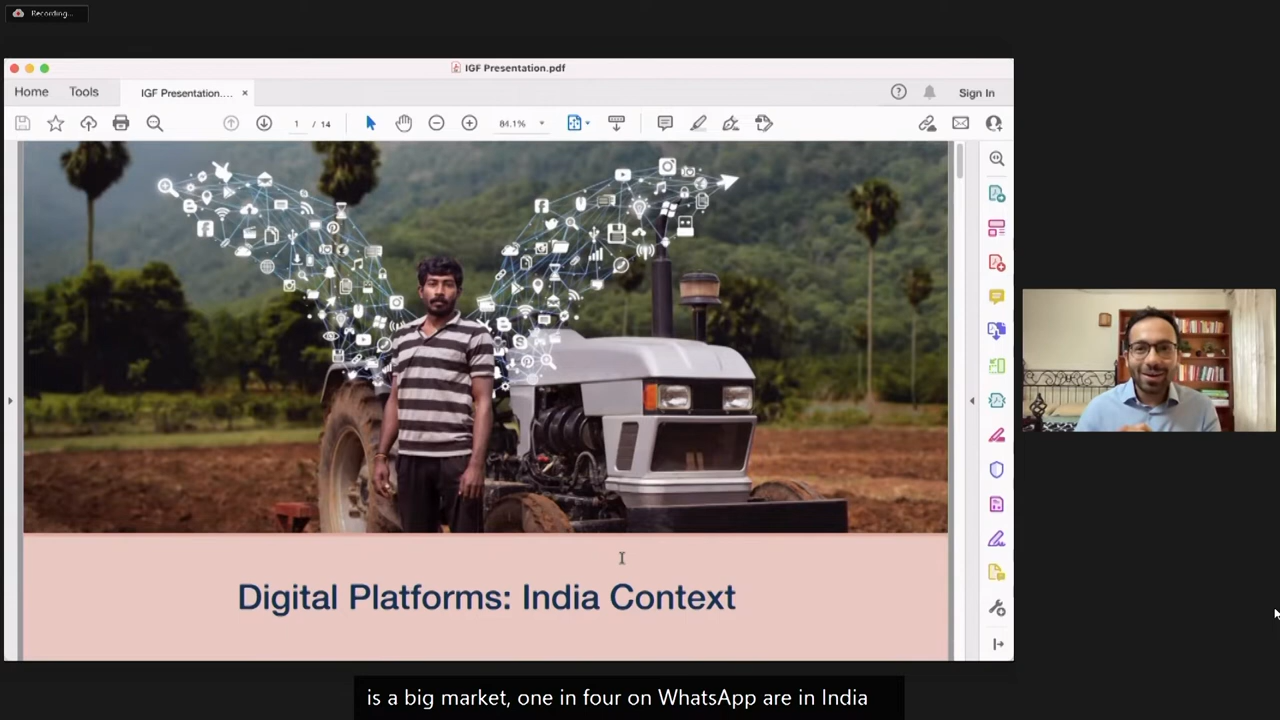 Recording...
IGF Presentation.pdf
Home
Tools
IGF Presentation....
Sign In
1 / 14
84.1%
Digital Platforms: India Context
is a big market, one in four on WhatsApp are in India